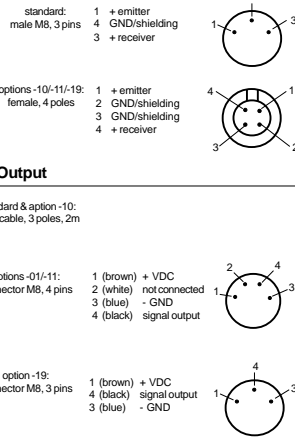 standard: 1 + emitter
male M8, 3 pins 4 GND/shielding
3 + receiver
1 3
options -10/-11/-19: 1 + emitter
female, 4 poles 2 GND/shielding
3 GND/shielding
4 + receiver
4 1
3 2
Output
& aption -10:
cable, 3 poles, 2m
-01/-11: 1 (brown) + VDC
M8, 4 pins 2 (white) not connected
3 (blue) - GND
4 (black) signal output
2 4
1 3
option -19: 1 (brown) + VDC
M8, 3 pins 4 (black) signal output
3 (blue) - GND
4
1 3